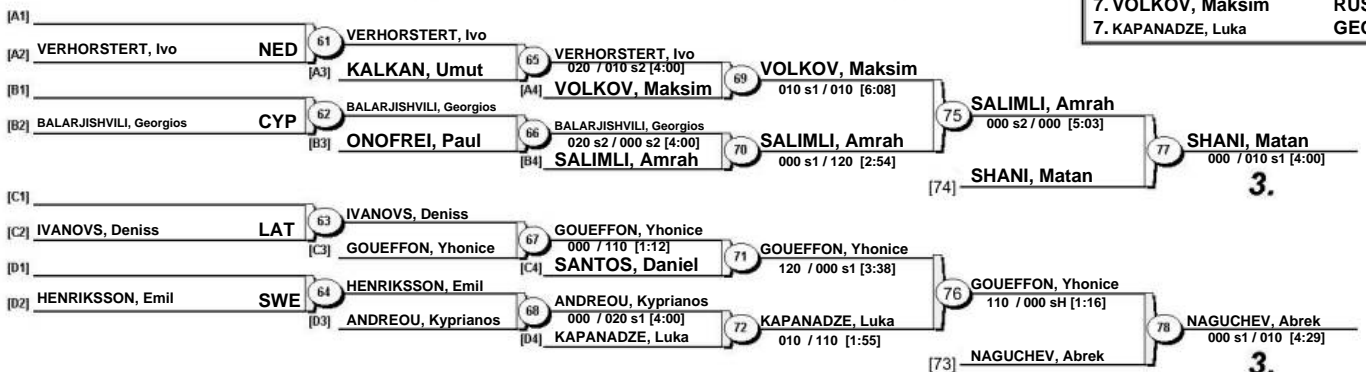 7. VOLKOV, Maksim RUS
7. KAPANADZE, Luka GEO
[A1]
[A2] VERHORSTERT, Ivo NED
61
VERHORSTERT, Ivo
[A3] KALKAN, Umut
65
VERHORSTERT, Ivo
020 / 010 s2 [4:00]
[A4] VOLKOV, Maksim
69
VOLKOV, Maksim
010 s1 / 010 [6:08]
[B1]
[B2] BALARJISHVILI, Georgios CYP
62
BALARJISHVILI, Georgios
[B3] ONOFREI, Paul
66
BALARJISHVILI, Georgios
020 s2 / 000 s2 [4:00]
[B4] SALIMLI, Amrah
70
SALIMLI, Amrah
000 s1 / 120 [2:54]
75
SALIMLI, Amrah
000 s2 / 000 [5:03]
[74] SHANI, Matan
77
SHANI, Matan
000 / 010 s1 [4:00]
3.
[C1]
[C2] IVANOVS, Deniss LAT
63
IVANOVS, Deniss
[C3] GOUEFFON, Yhonice
67
GOUEFFON, Yhonice
000 / 110 [1:12]
[C4] SANTOS, Daniel
71
GOUEFFON, Yhonice
120 / 000 s1 [3:38]
[D1]
[D2] HENRIKSSON, Emil SWE
64
HENRIKSSON, Emil
[D3] ANDREOU, Kyprianos
68
ANDREOU, Kyprianos
000 / 020 s1 [4:00]
[D4] KAPANADZE, Luka
72
KAPANADZE, Luka
010 / 110 [1:55]
76
GOUEFFON, Yhonice
110 / 000 sH [1:16]
[73] NAGUCHEV, Abrek
78
NAGUCHEV, Abrek
000 s1 / 010 [4:29]
3.